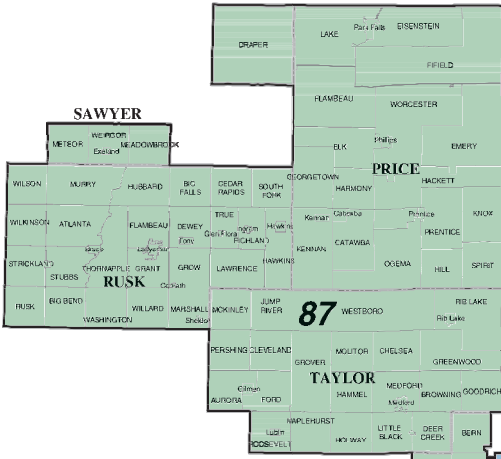 DRAPER
LAKE
Park Falls
EISENSTEIN
FIFIELD
FLAMBEAU
WORCESTER
SAWYER
METEOR
WEIRGOR
Exeland
MEADOWBROOK
ELK
Phillips
EMERY
PRICE
GEORGETOWN
HARMONY
HACKETT
WILSON
MURRY
HUBBARD
BIG FALLS
CEDAR RAPIDS
SOUTH FORK
WILKINSON
ATLANTA
FLAMBEAU
DEWEY
Tony
TRUE
Glen Flora
Ingram
RICHLAND
Hawkins
Kennan
Catawba
Prentice
KNOX
PRENTICE
KENNAN
CATAWBA
STRICKLAND
Bruce
Ladysmith
STUBBS
THORNAPPLE
GRANT
GROW
LAWRENCE
HAWKINS
OGEMA
HILL
SPIRIT
RUSK
Conrath
RUSK
BIG BEND
WASHINGTON
WILLARD
MARSHALL
Sheldon
MCKINLEY
JUMP RIVER
87
WESTBORO
RIB LAKE
Rib Lake
PERSHING
CLEVELAND
GROVER
MOLITOR
CHELSEA
GREENWOOD
TAYLOR
AURORA
Gilman
FORD
HAMMEL
MEDFORD
Medford
BROWNING
GOODRICH
MAPLEHURST
Lublin
ROOSEVELT
HOLWAY
LITTLE BLACK
DEER CREEK
BERN